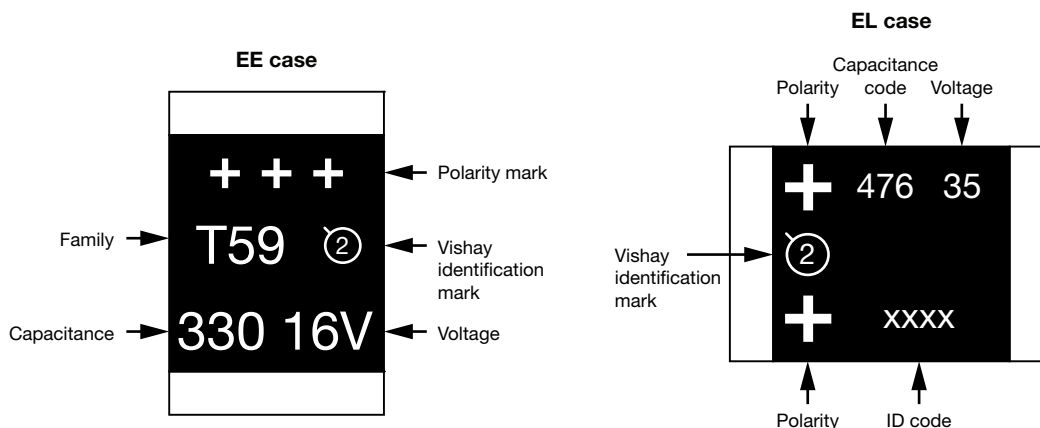 EE case
+ + +
Polarity mark
Family
T59
2
Vishay
identification
mark
Capacitance
330 16V
Voltage
EL case
Capacitance
Polarity
code
Voltage
+ 476 35
Vishay
identification
mark
2
+ xxxx
Polarity
ID code